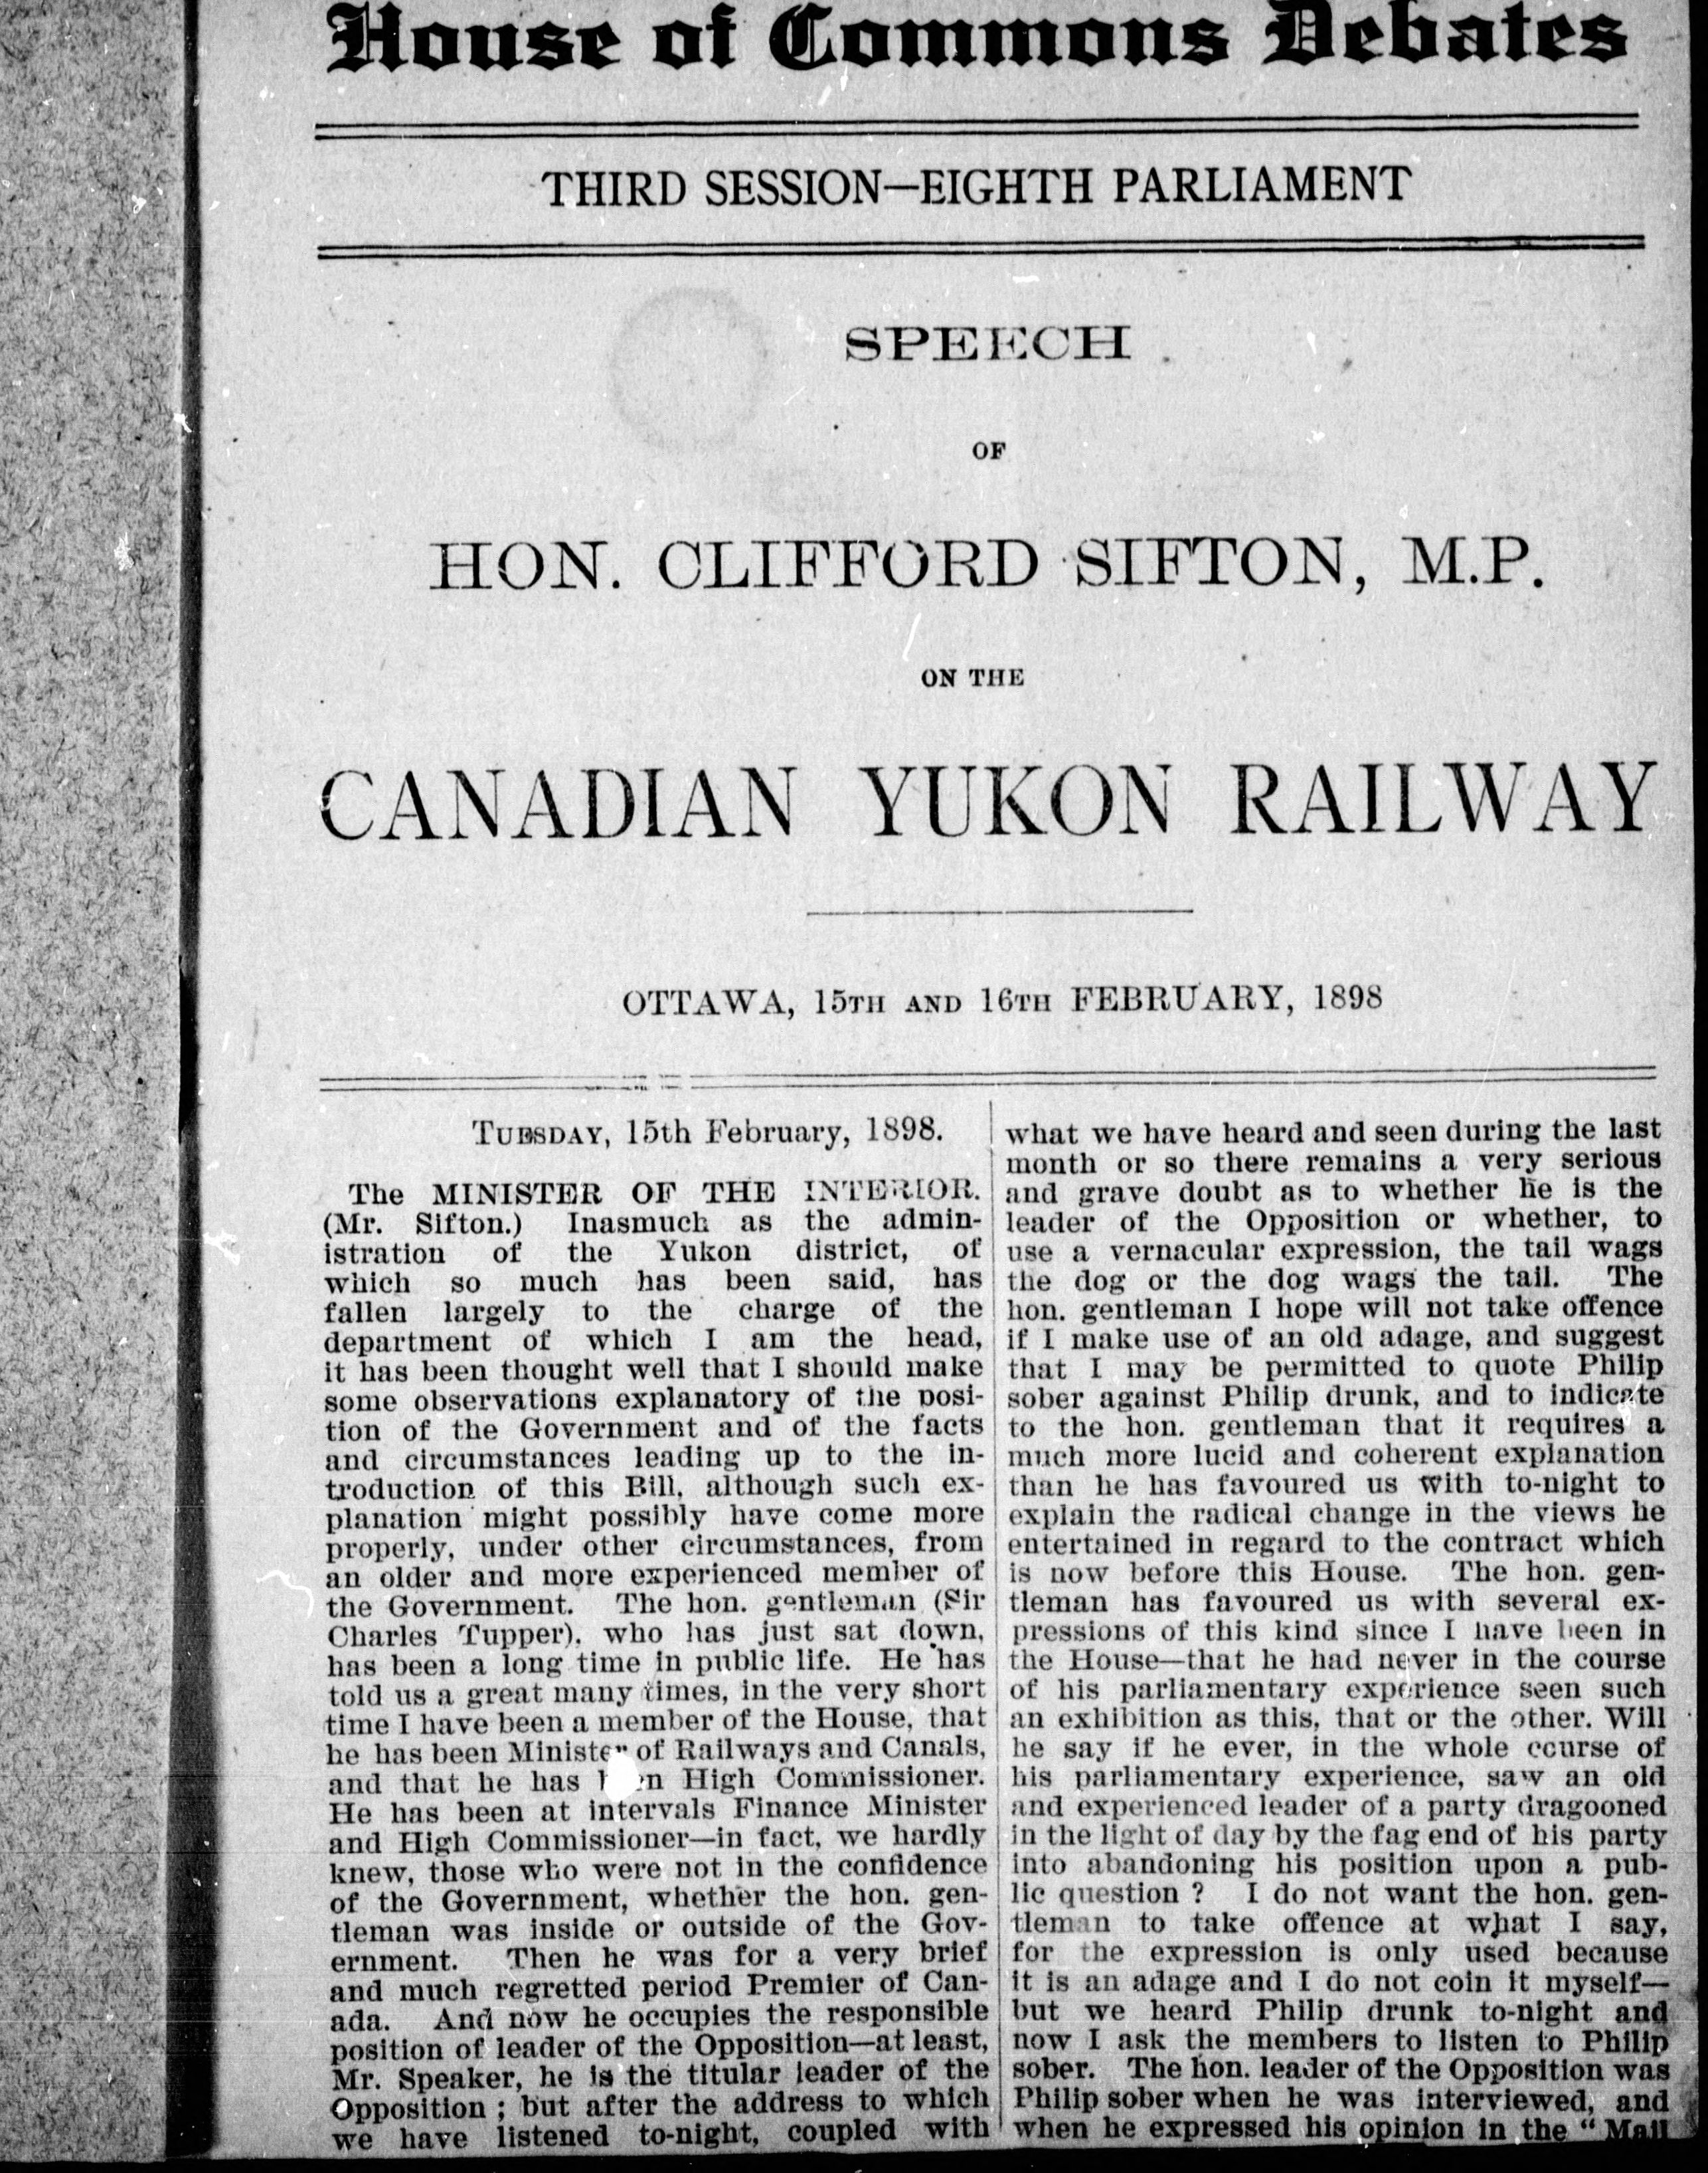 House of Commons Debates
THIRD SESSION—EIGHTH PARLIAMENT
SPEECH
OF
HON. CLIFFORD SIFTON, M.P.
ON THE
CANADIAN YUKON RAILWAY
OTTAWA, 15TH AND 16TH FEBRUARY, 1898
TUESDAY, 15th February, 1898.
The MINISTER OF THE INTERIOR.
(Mr. Sifton.) Inasmuch as the admin-
istration of the Yukon district, of
which so much has been said, has
fallen largely to the charge of the
department of which I am the head,
it has been thought well that I should make
some observations explanatory of the posi-
tion of the Government and of the facts
and circumstances leading up to the in-
troduction of this Bill, although such ex-
planation might possibly have come more
properly, under other circumstances, from
an older and more experienced member of
the Government. The hon. gentleman (Sir
Charles Tupper), who has just sat down,
has been a long time in public life. He has
told us a great many times, in the very short
time I have been a member of the House, that
he has been Minister of Railways and Canals,
and that he has been High Commissioner.
He has been at intervals Finance Minister
and High Commissioner—in fact, we hardly
knew, those who were not in the confidence
of the Government, whether the hon. gen-
tleman was inside or outside of the Gov-
ernment. Then he was for a very brief
and much regretted period Premier of Can-
ada. And now he occupies the responsible
position of leader of the Opposition—at least,
Mr. Speaker, he is the titular leader of the
Opposition ; but after the address to which
we have listened to-night, coupled with
what we have heard and seen during the last
month or so there remains a very serious
and grave doubt as to whether he is the
leader of the Opposition or whether, to
use a vernacular expression, the tail wags
the dog or the dog wags the tail. The
hon. gentleman I hope will not take offence
if I make use of an old adage, and suggest
that I may be permitted to quote Philip
sober against Philip drunk, and to indicate
to the hon. gentleman that it requires a
much more lucid and coherent explanation
than he has favoured us with to-night to
explain the radical change in the views he
entertained in regard to the contract which
is now before this House. The hon. gen-
tleman has favoured us with several ex-
pressions of this kind since I have been in
the House—that he had never in the course
of his parliamentary experience seen such
an exhibition as this, that or the other. Will
he say if he ever, in the whole course of
his parliamentary experience, saw an old
and experienced leader of a party dragooned
in the light of day by the fag end of his party
into abandoning his position upon a pub-
lic question ? I do not want the hon. gen-
tleman to take offence at what I say,
for the expression is only used because
it is an adage and I do not coin it myself—
but we heard Philip drunk to-night and
now I ask the members to listen to Philip
sober. The hon. leader of the Opposition was
Philip sober when he was interviewed, and
when he expressed his opinion in the " Mail